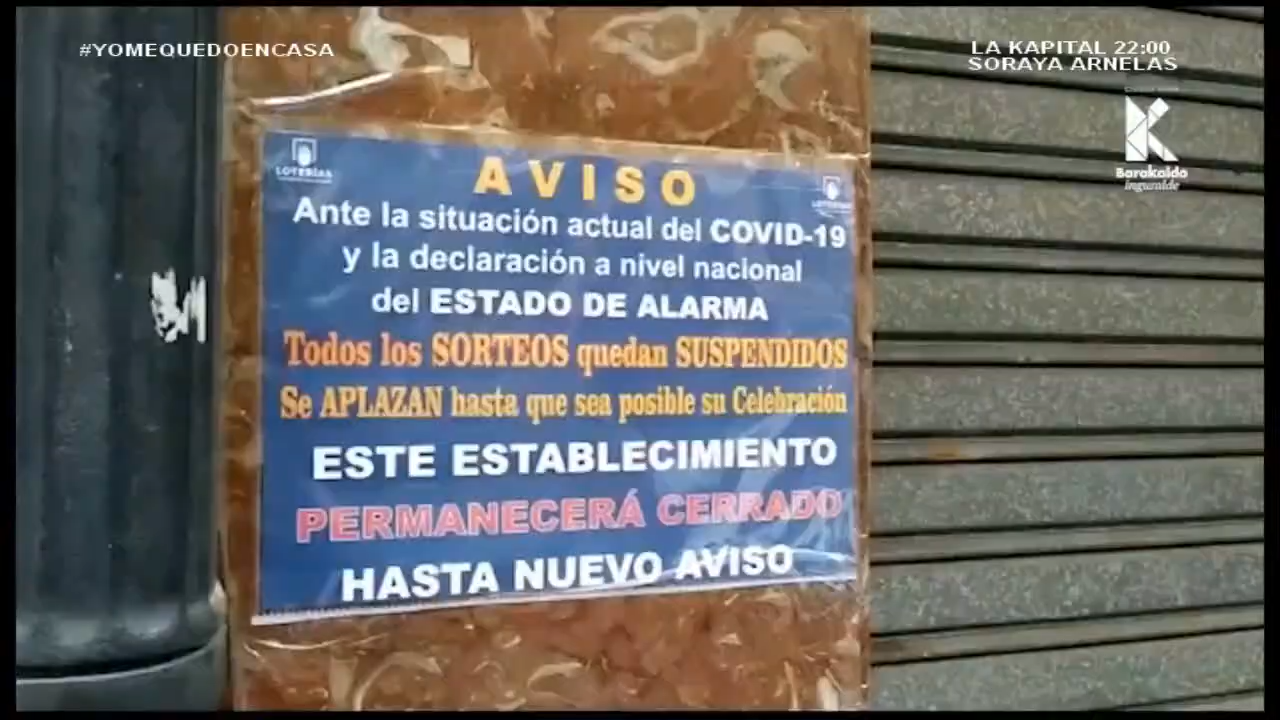 #YOMEQUEDOENCASA
LA KAPITAL 22:00
SORAYA ARNELAS
Barakaldo
Inguralde
LOTERÍAS
AVISO
Ante la situación actual del COVID-19
y la declaración a nivel nacional
del ESTADO DE ALARMA
Todos los SORTEOS quedan SUSPENDIDOS
Se APLAZAN hasta que sea posible su Celebración
ESTE ESTABLECIMIENTO
PERMANECERÁ CERRADO
HASTA NUEVO AVISO